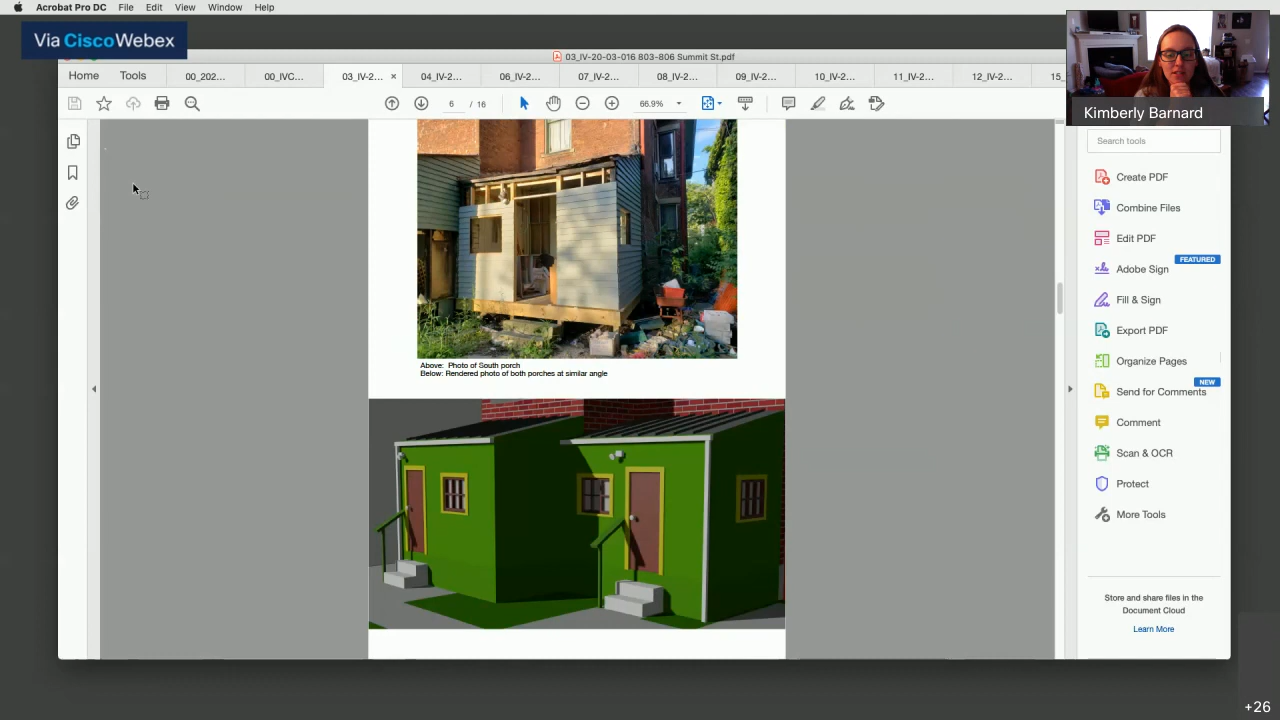 Acrobat Pro DC File Edit View Window Help
Via CiscoWebex
03_IV-20-03-016 803-806 Summit St.pdf
Home Tools 00_202... 00_IVC... 03_IV-2... × 04_IV-2... 06_IV-2... 07_IV-2... 08_IV-2... 09_IV-2... 10_IV-2... 11_IV-2... 12_IV-2... 15_
Kimberly Barnard
6 / 16 66.9%
Search tools
Create PDF
Combine Files
Edit PDF
FEATURED
Adobe Sign
Fill & Sign
Export PDF
Organize Pages
NEW
Send for Comments
Comment
Scan & OCR
Protect
More Tools
Above: Photo of South porch
Below: Rendered photo of both porches at similar angle
Store and share files in the
Document Cloud
Learn More
+26